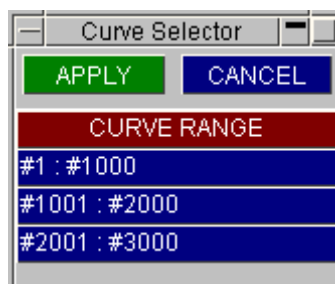 Curve Selector
APPLY CANCEL
CURVE RANGE
#1 : #1000
#1001 : #2000
#2001 : #3000